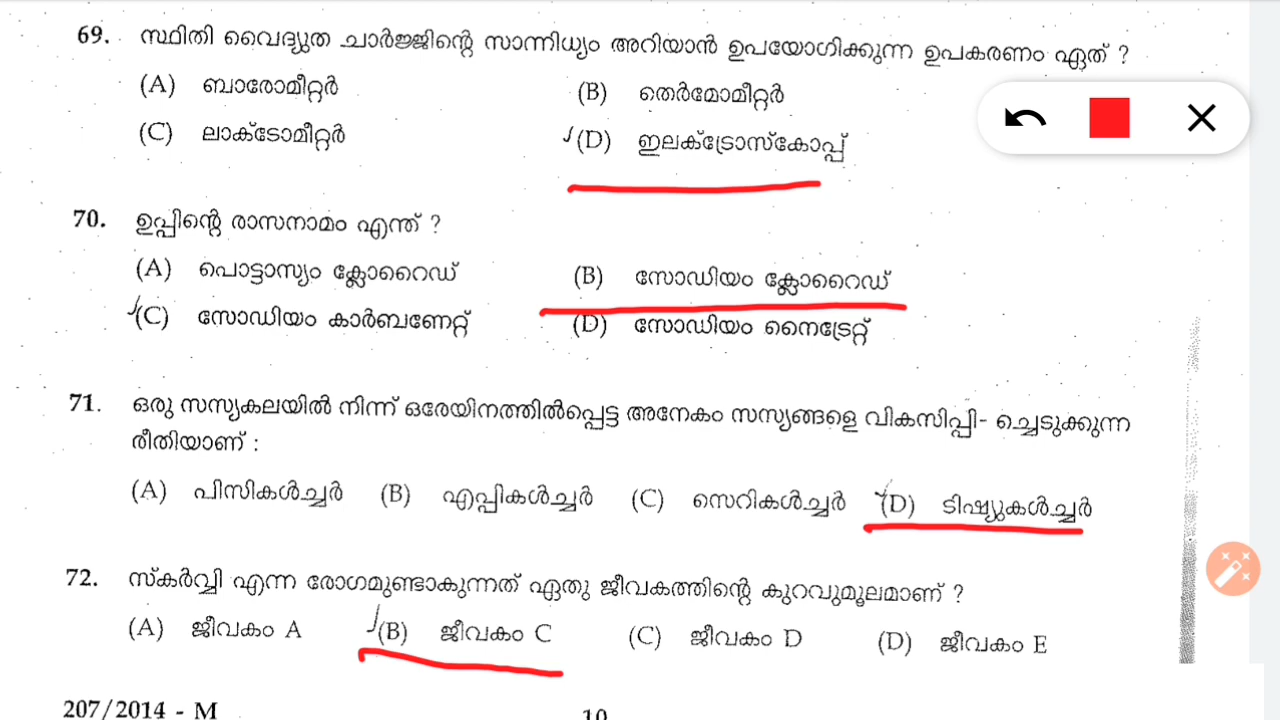 69. സ്ഥിതി വൈദ്യുത ചാർജ്ജിന്റെ സാന്നിധ്യം അറിയാൻ ഉപയോഗിക്കുന്ന ഉപകരണം ഏത് ?
(A) ബാരോമീറ്റർ (B) തെർമോമീറ്റർ
(C) ലാക്ടോമീറ്റർ (D) ഇലക്ട്രോസ്കോപ്പ്
70. ഉപ്പിന്റെ രാസനാമം എന്ത് ?
(A) പൊട്ടാസ്യം ക്ലോറൈഡ് (B) സോഡിയം ക്ലോറൈഡ്
(C) സോഡിയം കാർബണേറ്റ് (D) സോഡിയം നൈട്രേറ്റ്
71. ഒരു സസ്യകലയിൽ നിന്ന് ഒരേയിനത്തിൽപ്പെട്ട അനേകം സസ്യങ്ങളെ വികസിപ്പി- ച്ചെടുക്കുന്ന
രീതിയാണ് :
(A) പിസികൾച്ചർ (B) എപ്പികൾച്ചർ (C) സെറികൾച്ചർ (D) ടിഷ്യുകൾച്ചർ
72. സ്കർവ്വി എന്ന രോഗമുണ്ടാകുന്നത് ഏതു ജീവകത്തിന്റെ കുറവുമൂലമാണ് ?
(A) ജീവകം A (B) ജീവകം C (C) ജീവകം D (D) ജീവകം E
207/2014 - M 10